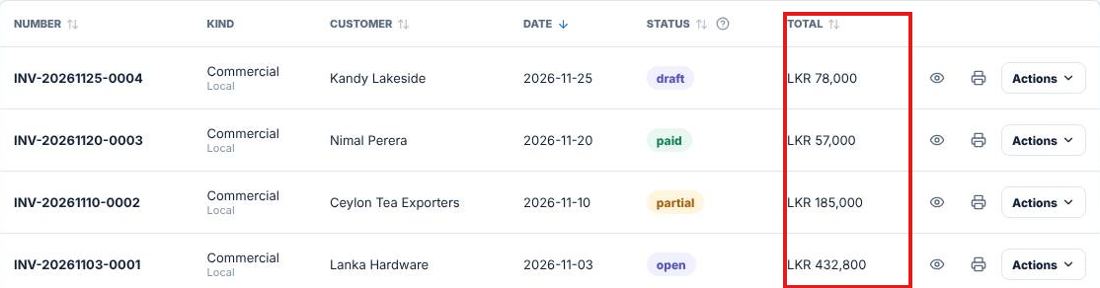 NUMBER KIND CUSTOMER DATE STATUS TOTAL
INV-20261125-0004 Commercial Local Kandy Lakeside 2026-11-25 draft LKR 78,000 Actions
INV-20261120-0003 Commercial Local Nimal Perera 2026-11-20 paid LKR 57,000 Actions
INV-20261110-0002 Commercial Local Ceylon Tea Exporters 2026-11-10 partial LKR 185,000 Actions
INV-20261103-0001 Commercial Local Lanka Hardware 2026-11-03 open LKR 432,800 Actions